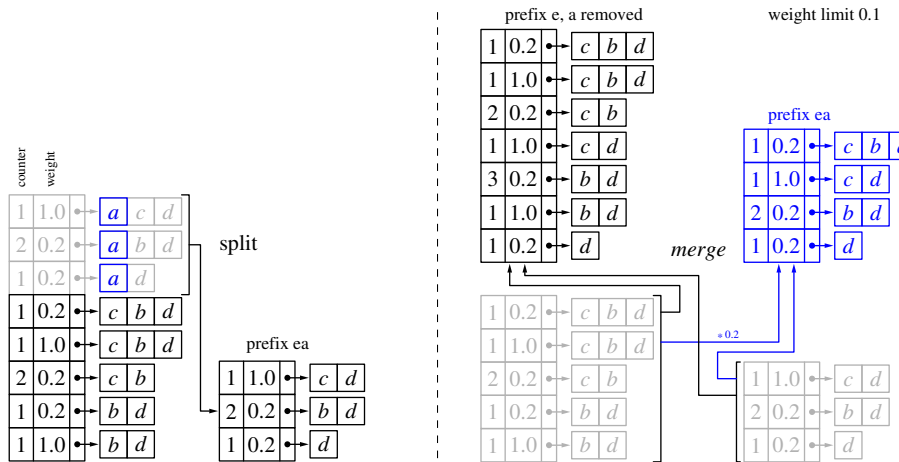 counter weight
1 1.0 a c d
2 0.2 a b d
1 0.2 a d
1 0.2 c b d
1 1.0 c b d
2 0.2 c b
1 0.2 b d
1 1.0 b d
split
prefix ea
1 1.0 c d
2 0.2 b d
1 0.2 d
prefix e, a removed
1 0.2 c b d
1 1.0 c b d
2 0.2 c b
1 1.0 c d
3 0.2 b d
1 1.0 b d
1 0.2 d
weight limit 0.1
prefix ea
1 0.2 c b d
1 1.0 c d
2 0.2 b d
1 0.2 d
merge
1 0.2 c b d
1 1.0 c b d
2 0.2 c b
1 0.2 b d
1 1.0 b d
*0.2
1 1.0 c d
2 0.2 b d
1 0.2 d